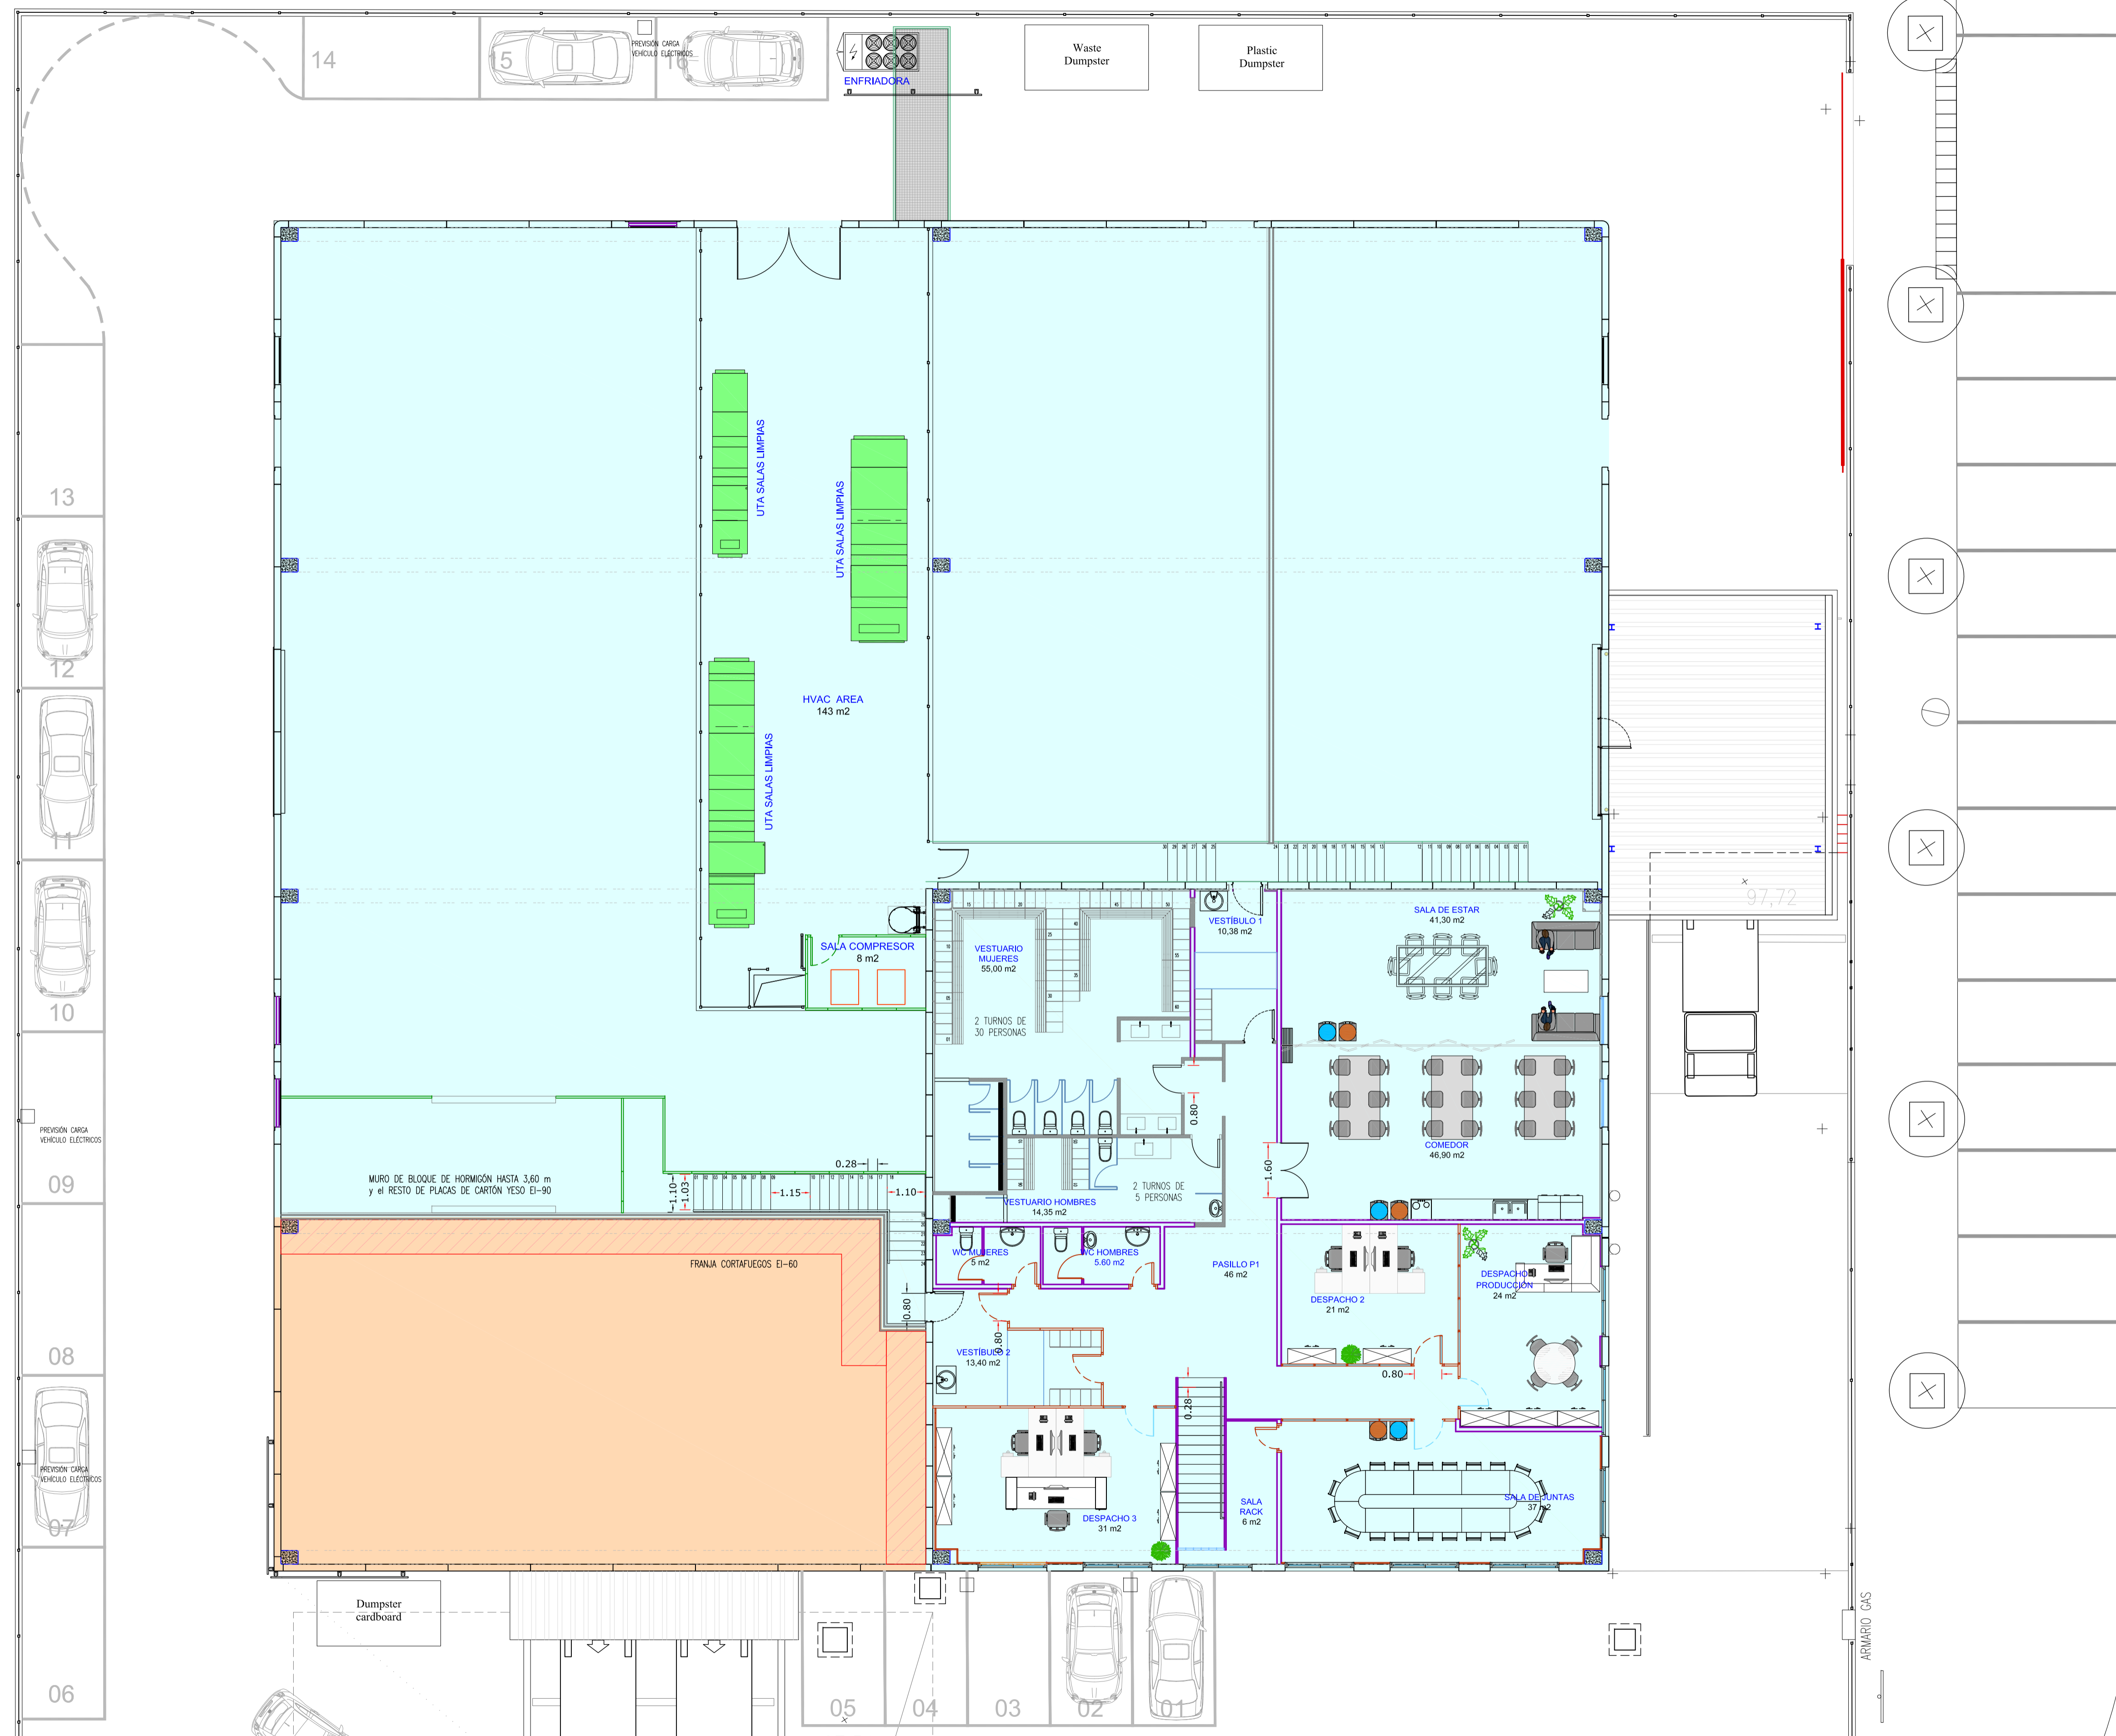 14
15
PREVISIÓN CARGA
VEHÍCULO ELÉCTRICOS
16
ENFRIADORA
Waste
Dumpster
Plastic
Dumpster
13
12
11
10
PREVISIÓN CARGA
VEHÍCULO ELÉCTRICOS
09
08
PREVISIÓN CARGA
VEHÍCULO ELÉCTRICOS
07
06
UTA SALAS LIMPIAS
UTA SALAS LIMPIAS
HVAC AREA
143 m2
UTA SALAS LIMPIAS
SALA COMPRESOR
8 m2
VESTUARIO
MUJERES
55,00 m2
2 TURNOS DE
30 PERSONAS
VESTÍBULO 1
10,38 m2
SALA DE ESTAR
41,30 m2
97,72
0.80
1.60
COMEDOR
46,90 m2
MURO DE BLOQUE DE HORMIGÓN HASTA 3,60 m
y el RESTO DE PLACAS DE CARTÓN YESO EI-90
0.28
1.10
1.03
1.15
1.10
2 TURNOS DE
5 PERSONAS
VESTUARIO HOMBRES
14,35 m2
FRANJA CORTAFUEGOS EI-60
WC MUJERES
5 m2
WC HOMBRES
5.60 m2
PASILLO P1
46 m2
DESPACHO
PRODUCCIÓN
24 m2
DESPACHO 2
21 m2
0.80
0.80
VESTÍBULO 2
13,40 m2
0.80
0.28
DESPACHO 3
31 m2
SALA
RACK
6 m2
SALA DE JUNTAS
37 m2
Dumpster
cardboard
05
04
03
02
01
ARMARIO GAS